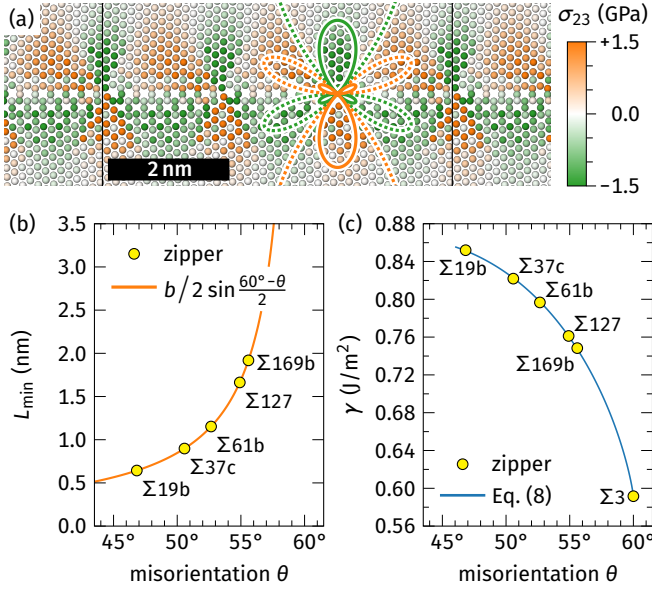 (a)
σ23 (GPa)
+1.5
0.0
−1.5
2 nm
(b)
3.5
3.0
2.5
2.0
1.5
1.0
0.5
0.0
Lmin (nm)
zipper
b / 2 sin (60°−θ)/2
Σ169b
Σ127
Σ61b
Σ37c
Σ19b
45° 50° 55° 60°
misorientation θ
(c)
0.88
0.84
0.80
0.76
0.72
0.68
0.64
0.60
0.56
γ (J/m²)
Σ19b
Σ37c
Σ61b
Σ127
Σ169b
Σ3
zipper
Eq. (8)
45° 50° 55° 60°
misorientation θ